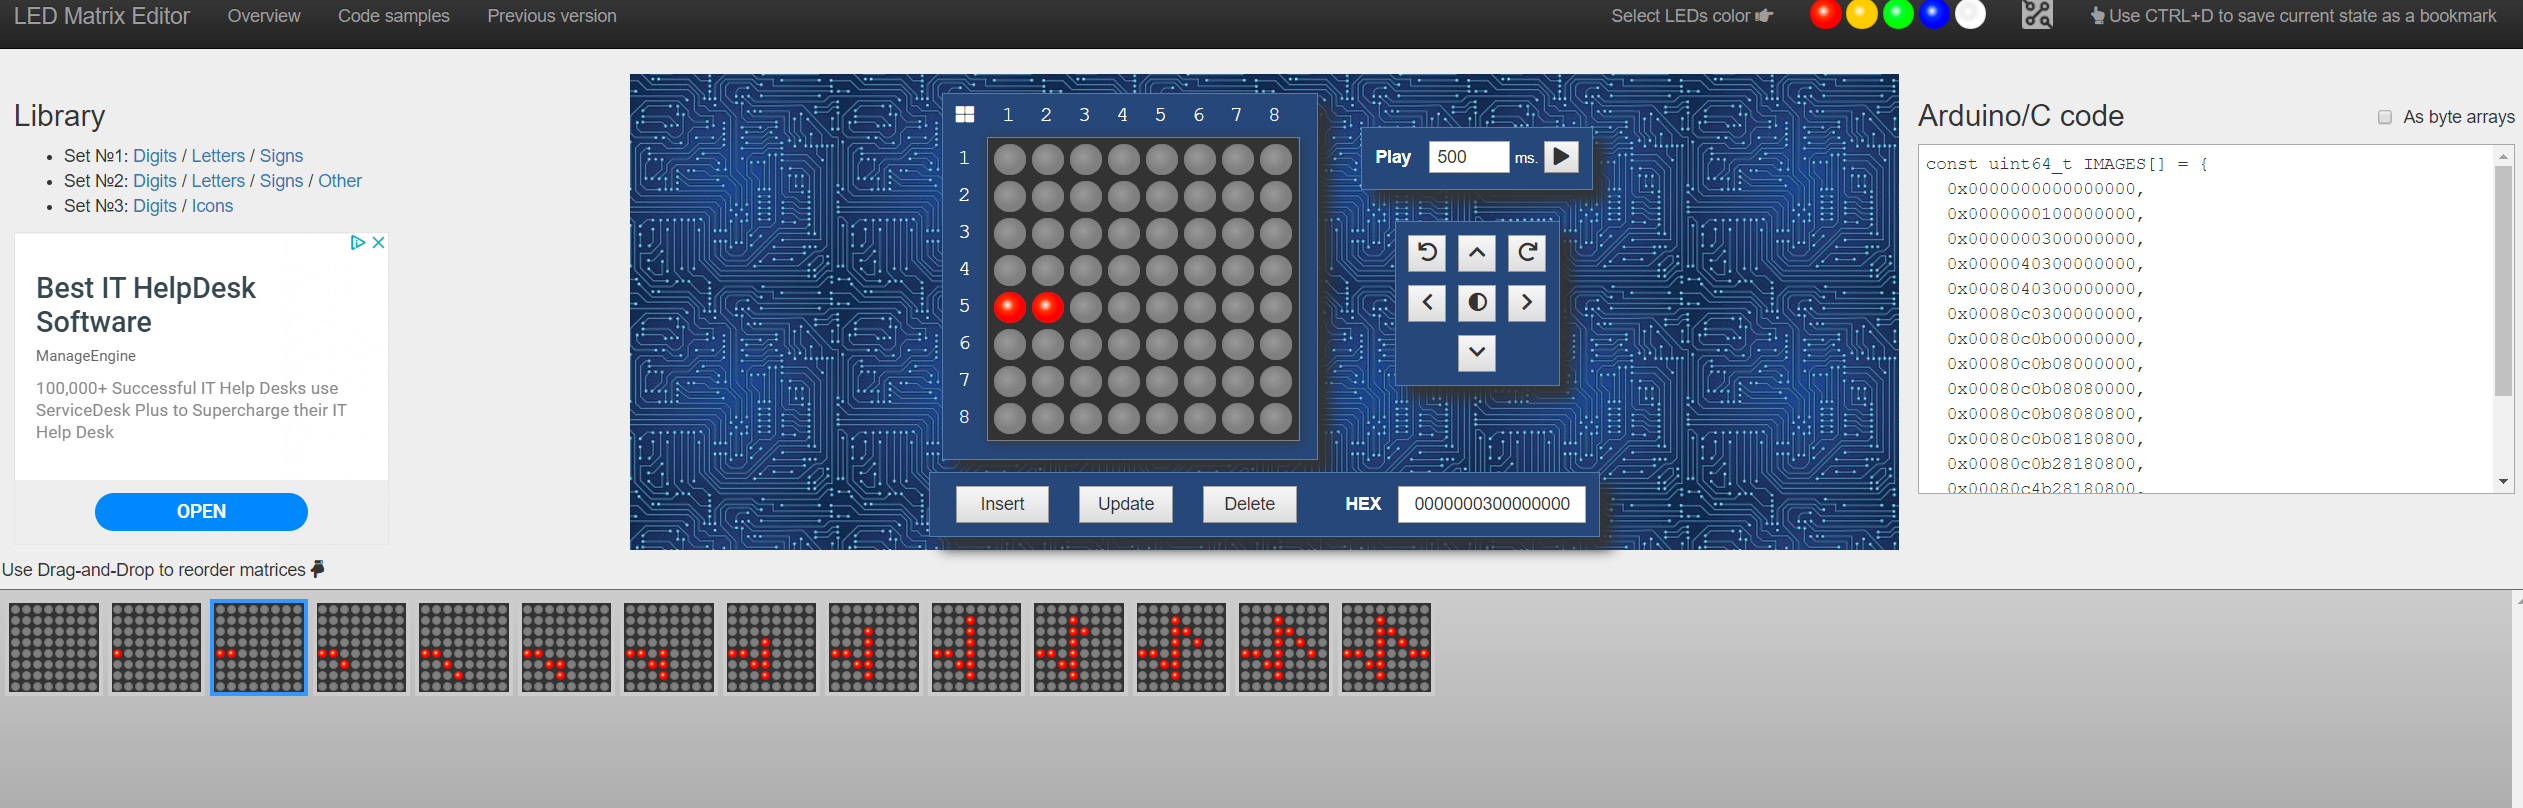 LED Matrix Editor Overview Code samples Previous version Select LEDs color Use CTRL+D to save current state as a bookmark
Library
• Set №1: Digits / Letters / Signs
• Set №2: Digits / Letters / Signs / Other
• Set №3: Digits / Icons
Best IT HelpDesk
Software
ManageEngine
100,000+ Successful IT Help Desks use
ServiceDesk Plus to Supercharge their IT
Help Desk
OPEN
1 2 3 4 5 6 7 8
1
2
3
4
5
6
7
8
Play 500 ms.
Insert Update Delete HEX 0000000300000000
Arduino/C code As byte arrays
const uint64_t IMAGES[] = {
0x0000000000000000,
0x0000000100000000,
0x0000000300000000,
0x0000040300000000,
0x0008040300000000,
0x00080c0300000000,
0x00080c0b00000000,
0x00080c0b08000000,
0x00080c0b08080000,
0x00080c0b08080800,
0x00080c0b08180800,
0x00080c0b28180800,
0x00080c4b28180800,
Use Drag-and-Drop to reorder matrices